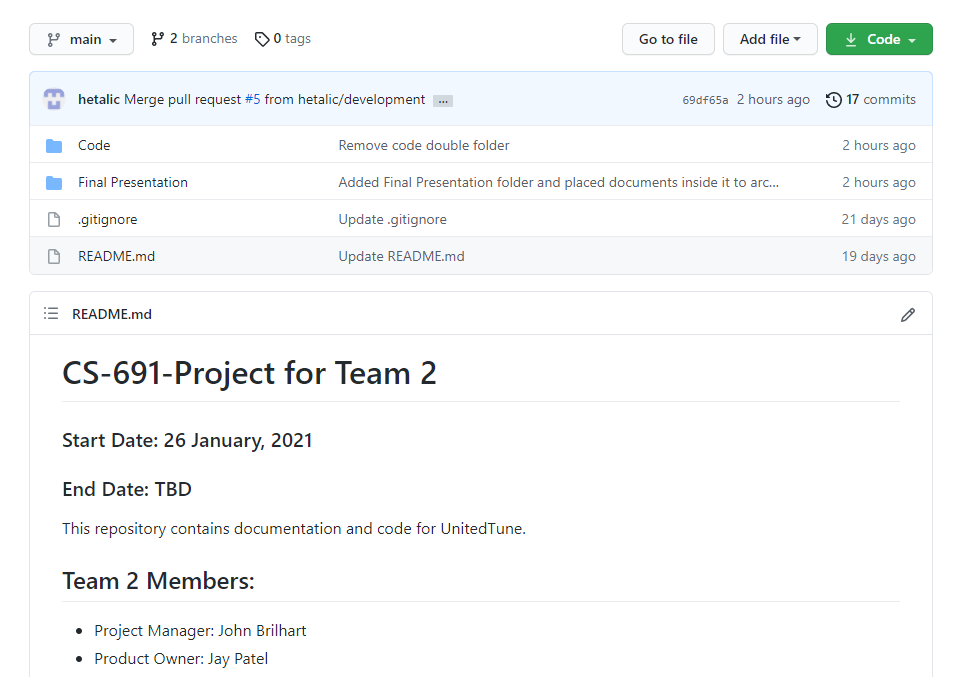 main 2 branches 0 tags Go to file Add file Code
hetalic Merge pull request #5 from hetalic/development ... 69df65a 2 hours ago 17 commits
Code Remove code double folder 2 hours ago
Final Presentation Added Final Presentation folder and placed documents inside it to arc... 2 hours ago
.gitignore Update .gitignore 21 days ago
README.md Update README.md 19 days ago
README.md
CS-691-Project for Team 2
Start Date: 26 January, 2021
End Date: TBD
This repository contains documentation and code for UnitedTune.
Team 2 Members:
• Project Manager: John Brilhart
• Product Owner: Jay Patel